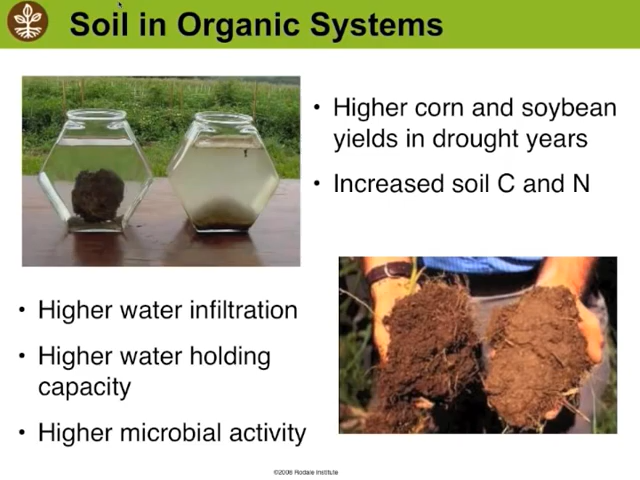 Soil in Organic Systems
• Higher corn and soybean
yields in drought years
• Increased soil C and N
• Higher water infiltration
• Higher water holding
capacity
• Higher microbial activity
©2008 Rodale Institute